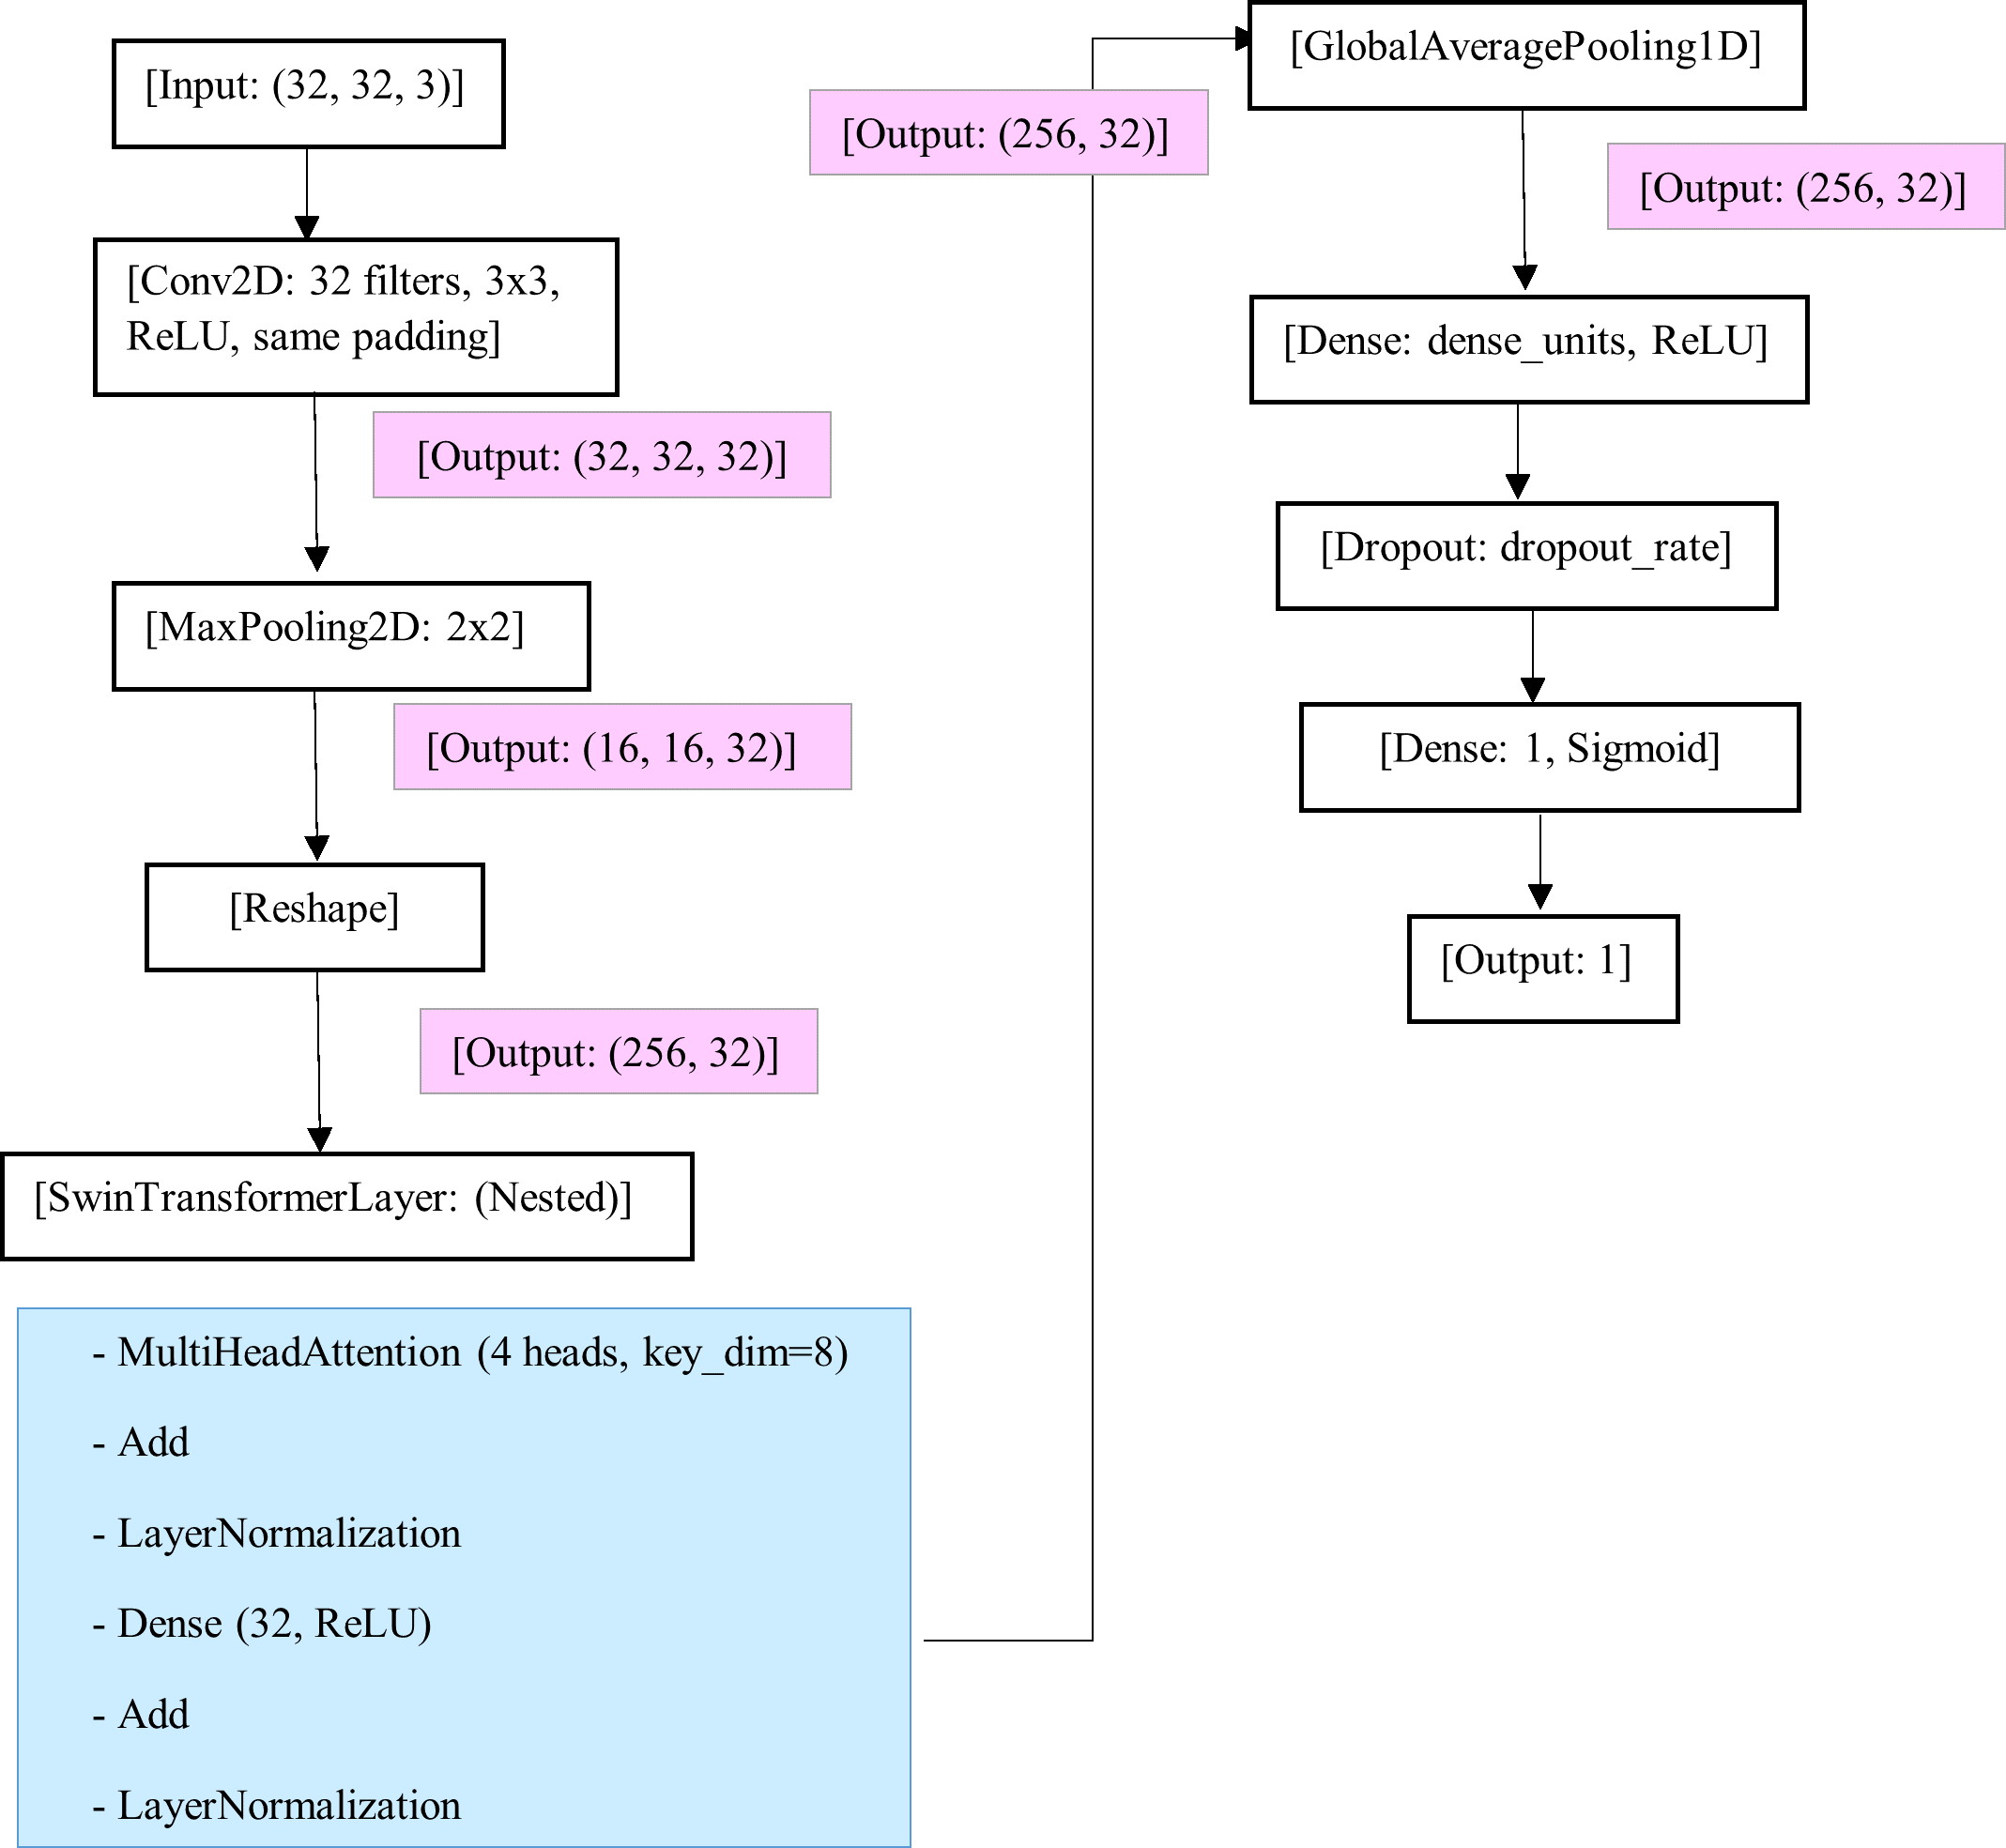 [Input: (32, 32, 3)]
[Conv2D: 32 filters, 3x3,
ReLU, same padding]
[Output: (32, 32, 32)]
[MaxPooling2D: 2x2]
[Output: (16, 16, 32)]
[Reshape]
[Output: (256, 32)]
[SwinTransformerLayer: (Nested)]
- MultiHeadAttention (4 heads, key_dim=8)
- Add
- LayerNormalization
- Dense (32, ReLU)
- Add
- LayerNormalization
[Output: (256, 32)]
[GlobalAveragePooling1D]
[Output: (256, 32)]
[Dense: dense_units, ReLU]
[Dropout: dropout_rate]
[Dense: 1, Sigmoid]
[Output: 1]